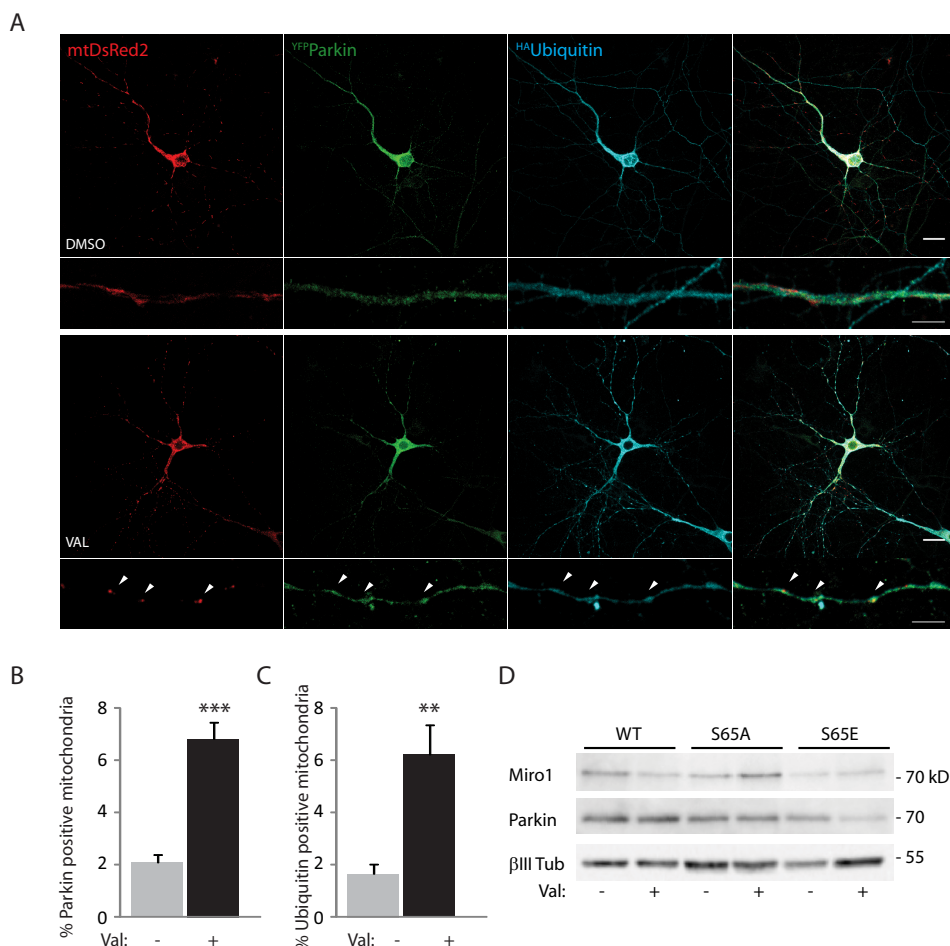 A
mtDsRed2 YFPParkin HAUbiquitin
DMSO
VAL
B
% Parkin positive mitochondria
8
6
4
2
0
***
Val: - +
C
% Ubiquitin positive mitochondria
8
6
4
2
0
**
Val: - +
D
WT S65A S65E
Miro1 - 70 kD
Parkin - 70
βIII Tub - 55
Val: - + - + - +